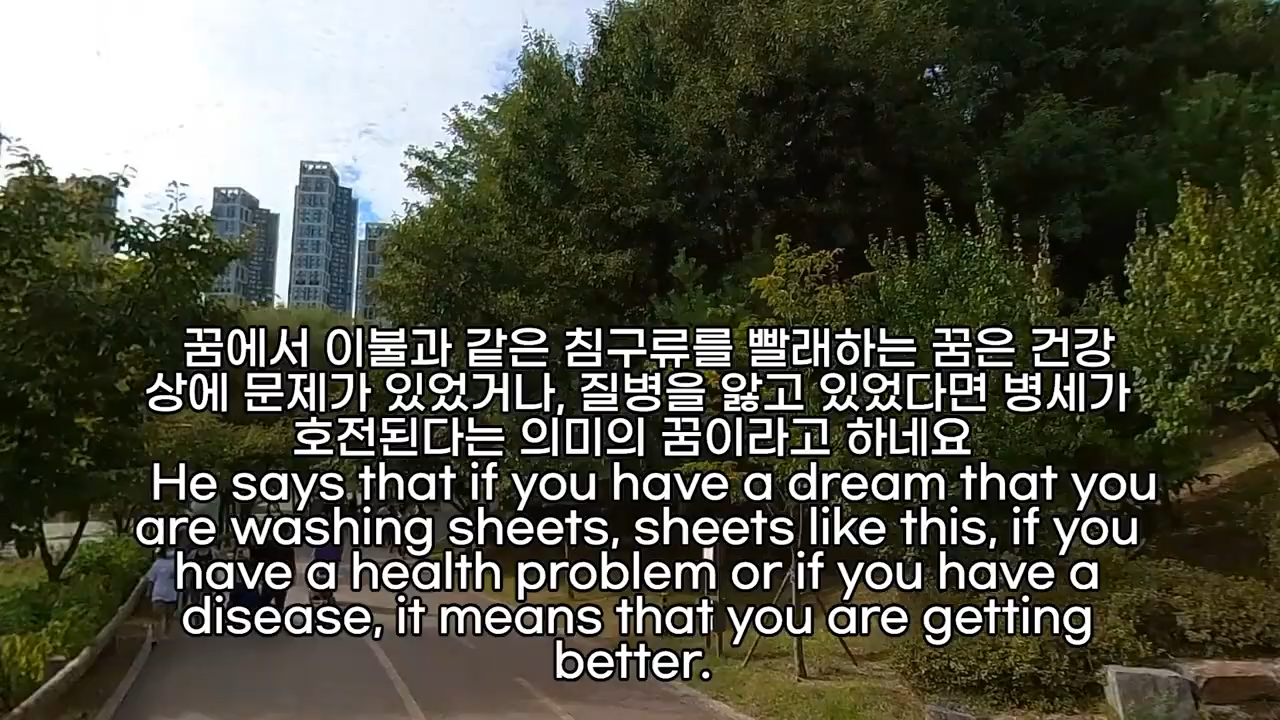 꿈에서 이불과 같은 침구류를 빨래하는 꿈은 건강
상에 문제가 있었거나, 질병을 앓고 있었다면 병세가
호전된다는 의미의 꿈이라고 하네요
He says that if you have a dream that you
are washing sheets, sheets like this, if you
have a health problem or if you have a
disease, it means that you are getting
better.